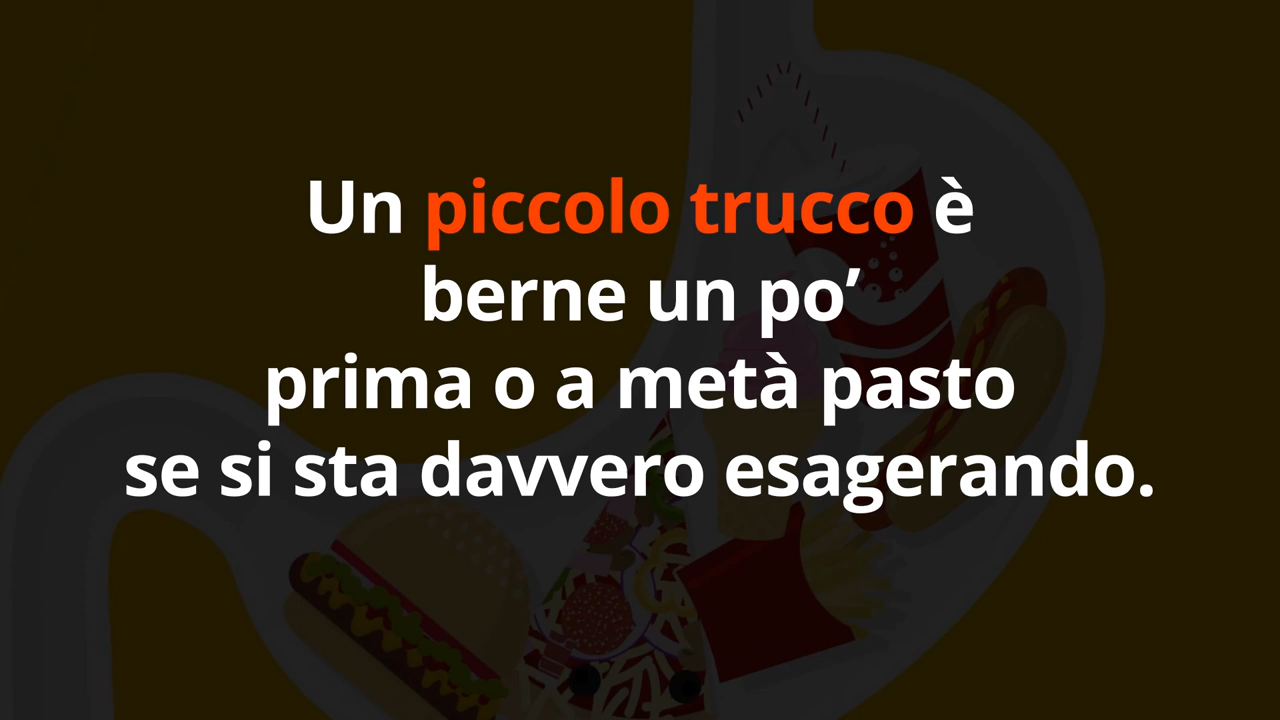 Un piccolo trucco è
berne un po’
prima o a metà pasto
se si sta davvero esagerando.